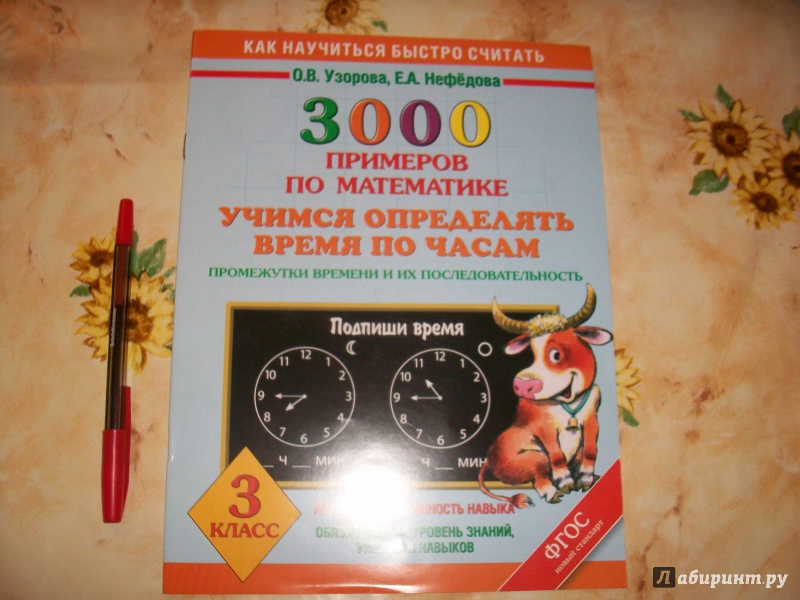 КАК НАУЧИТЬСЯ БЫСТРО СЧИТАТЬ
О.В. Узорова, Е.А. Нефёдова
3000
ПРИМЕРОВ
ПО МАТЕМАТИКЕ
УЧИМСЯ ОПРЕДЕЛЯТЬ
ВРЕМЯ ПО ЧАСАМ
ПРОМЕЖУТКИ ВРЕМЕНИ И ИХ ПОСЛЕДОВАТЕЛЬНОСТЬ
Подпиши время
12 1 2 3 4 5 6 7 8 9 10 11
12 1 2 3 4 5 6 7 8 9 10 11
_ ч _ мин _ ч _ мин
3
КЛАСС
НАВЫКА
УРОВЕНЬ ЗНАНИЙ,
НАВЫКОВ
ФГОС
новый стандарт
Лабиринт.ру